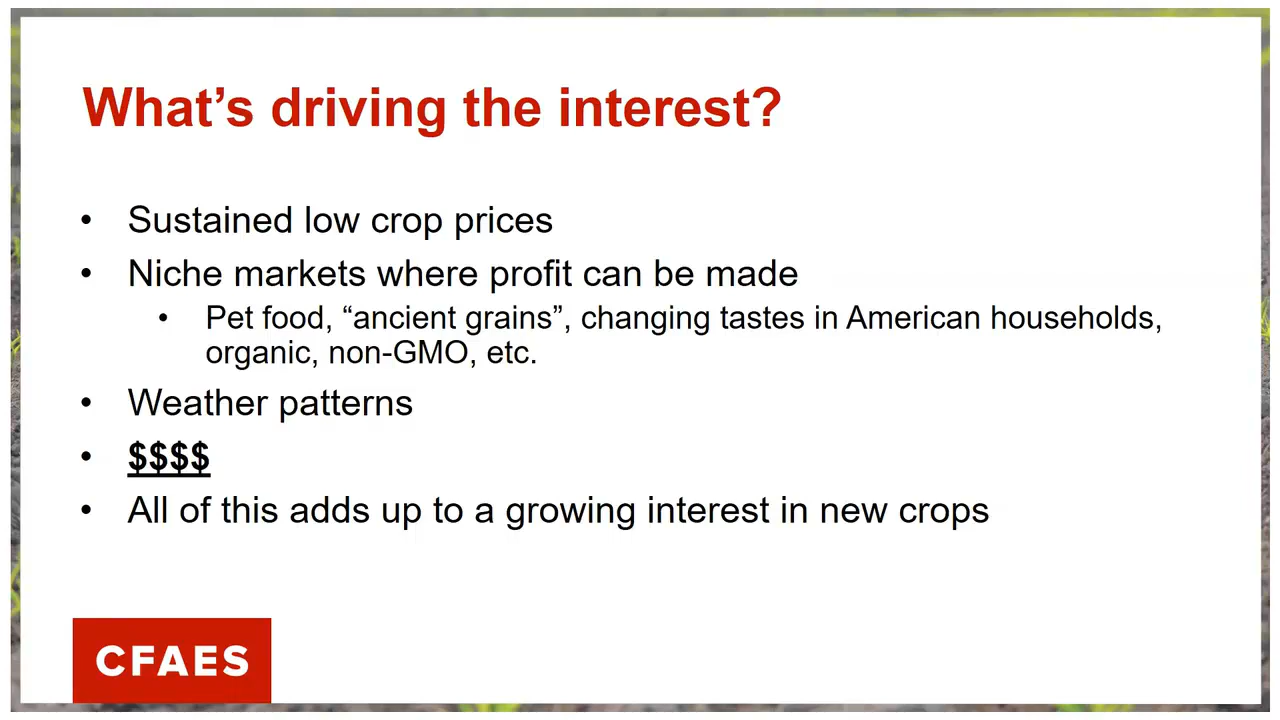 What’s driving the interest?
• Sustained low crop prices
• Niche markets where profit can be made
• Pet food, “ancient grains”, changing tastes in American households,
organic, non-GMO, etc.
• Weather patterns
• $$$$
• All of this adds up to a growing interest in new crops
CFAES